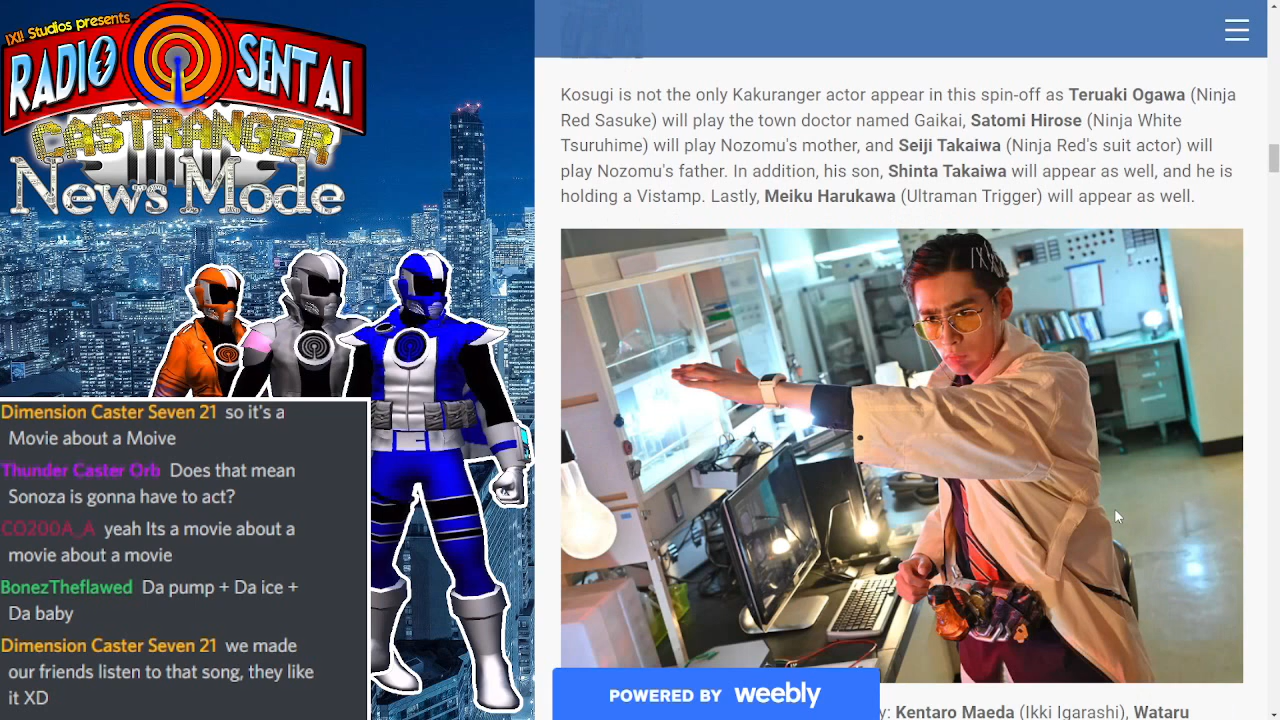 IXII Studios presents
RADIO SENTAI
CASTRANGER
News Mode
Dimension Caster Seven 21 so it's a
Movie about a Moive
Thunder Caster Orb Does that mean
Sonoza is gonna have to act?
CO200A_A yeah Its a movie about a
movie about a movie
BonezTheflawed Da pump + Da ice +
Da baby
Dimension Caster Seven 21 we made
our friends listen to that song, they like
it XD
Kosugi is not the only Kakuranger actor appear in this spin-off as Teruaki Ogawa (Ninja
Red Sasuke) will play the town doctor named Gaikai, Satomi Hirose (Ninja White
Tsuruhime) will play Nozomu's mother, and Seiji Takaiwa (Ninja Red's suit actor) will
play Nozomu's father. In addition, his son, Shinta Takaiwa will appear as well, and he is
holding a Vistamp. Lastly, Meiku Harukawa (Ultraman Trigger) will appear as well.
POWERED BY weebly
y: Kentaro Maeda (Ikki Igarashi), Wataru